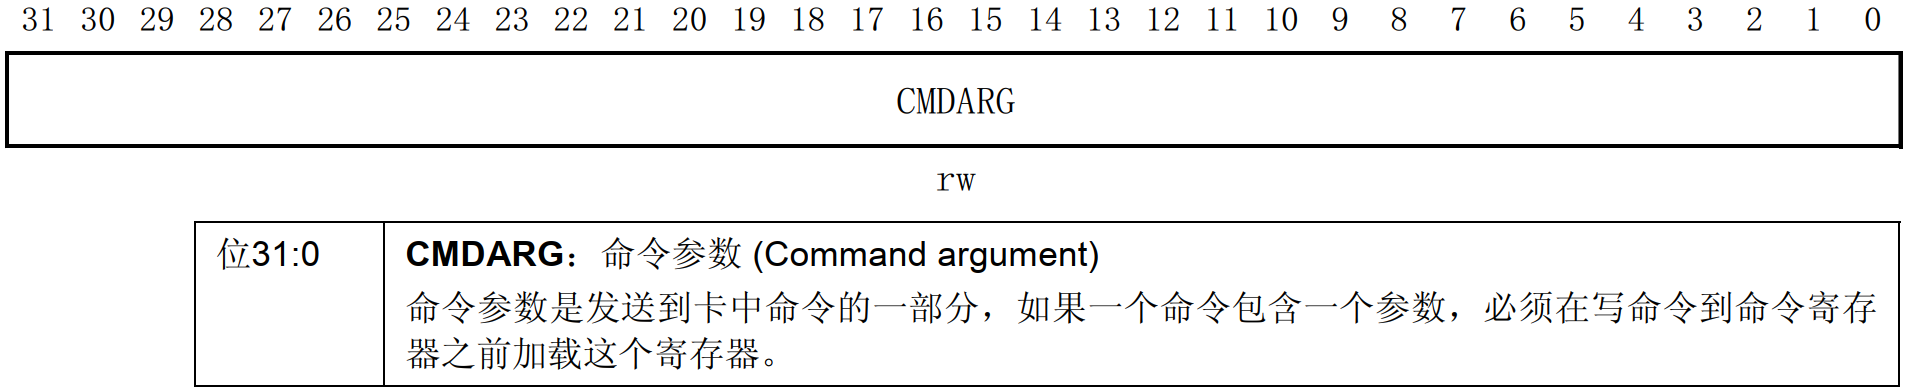 31 30 29 28 27 26 25 24 23 22 21 20 19 18 17 16 15 14 13 12 11 10 9 8 7 6 5 4 3 2 1 0
CMDARG
rw
位31:0 CMDARG：命令参数 (Command argument)
命令参数是发送到卡中命令的一部分，如果一个命令包含一个参数，必须在写命令到命令寄存
器之前加载这个寄存器。